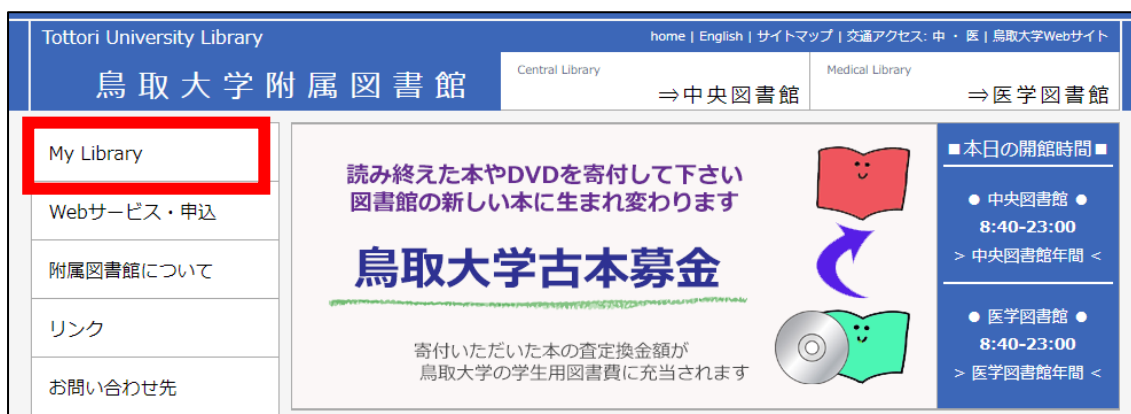 Tottori University Library
home | English | サイトマップ | 交通アクセス: 中 ・ 医 | 鳥取大学Webサイト
鳥取大学附属図書館
Central Library
⇒中央図書館
Medical Library
⇒医学図書館
My Library
Webサービス・申込
附属図書館について
リンク
お問い合わせ先
読み終えた本やDVDを寄付して下さい
図書館の新しい本に生まれ変わります
鳥取大学古本募金
寄付いただいた本の査定換金額が
鳥取大学の学生用図書費に充当されます
■本日の開館時間■
● 中央図書館 ●
8:40-23:00
> 中央図書館年間 <
● 医学図書館 ●
8:40-23:00
> 医学図書館年間 <